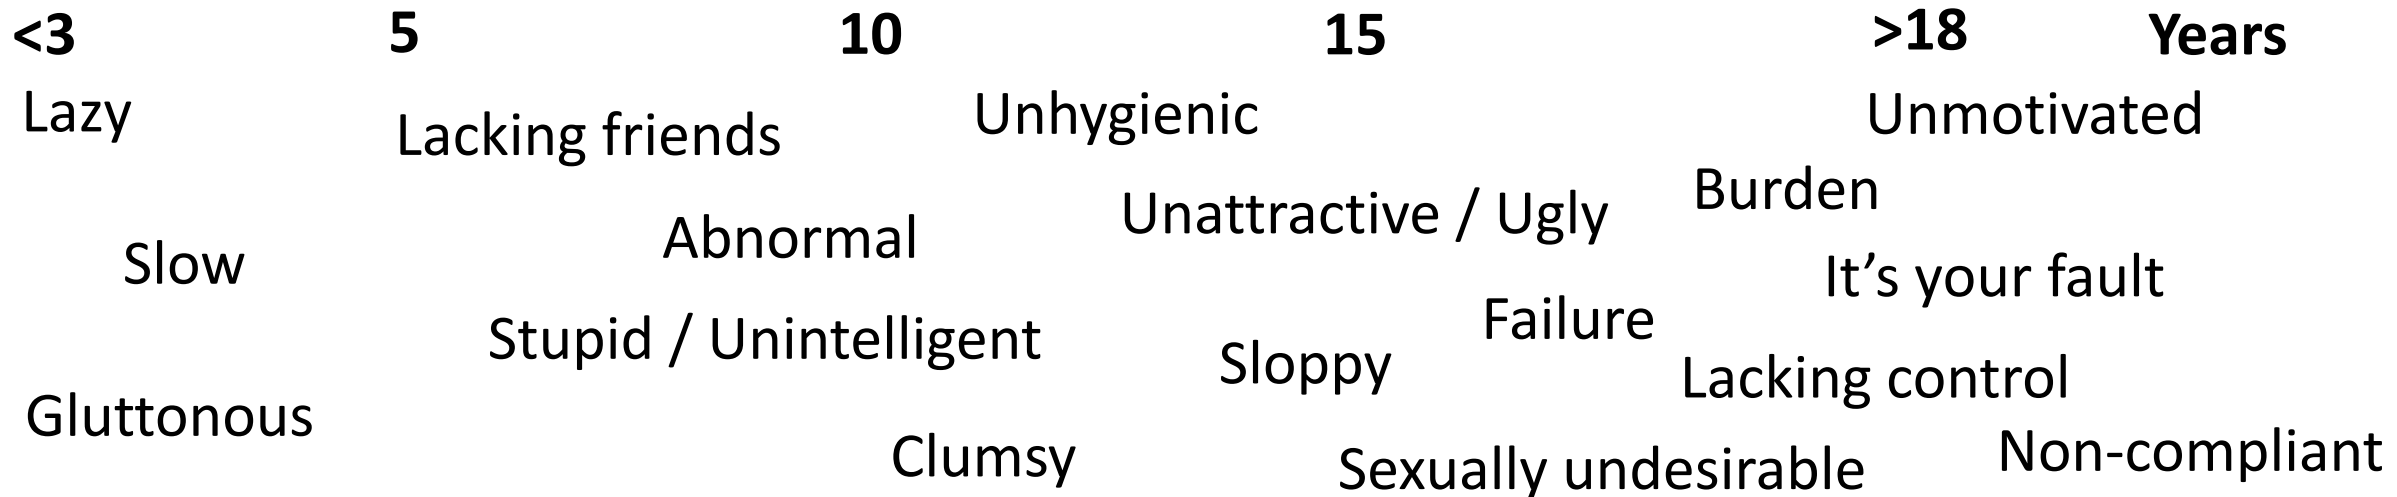 <3 5 10 15 >18 Years
Lazy
Lacking friends
Unhygienic
Unmotivated
Burden
Unattractive / Ugly
Abnormal
Slow
It’s your fault
Failure
Stupid / Unintelligent
Sloppy
Lacking control
Gluttonous
Clumsy
Sexually undesirable
Non-compliant